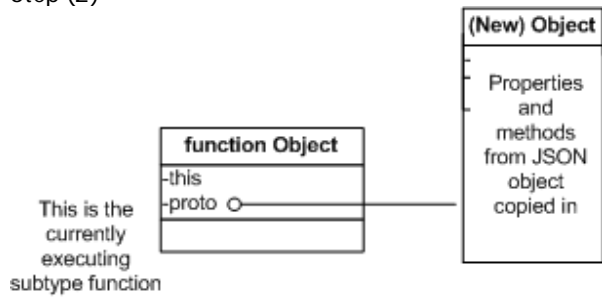 step (2)
(New) Object
Properties
and
methods
from JSON
object
copied in
function Object
-this
-proto
This is the
currently
executing
subtype function